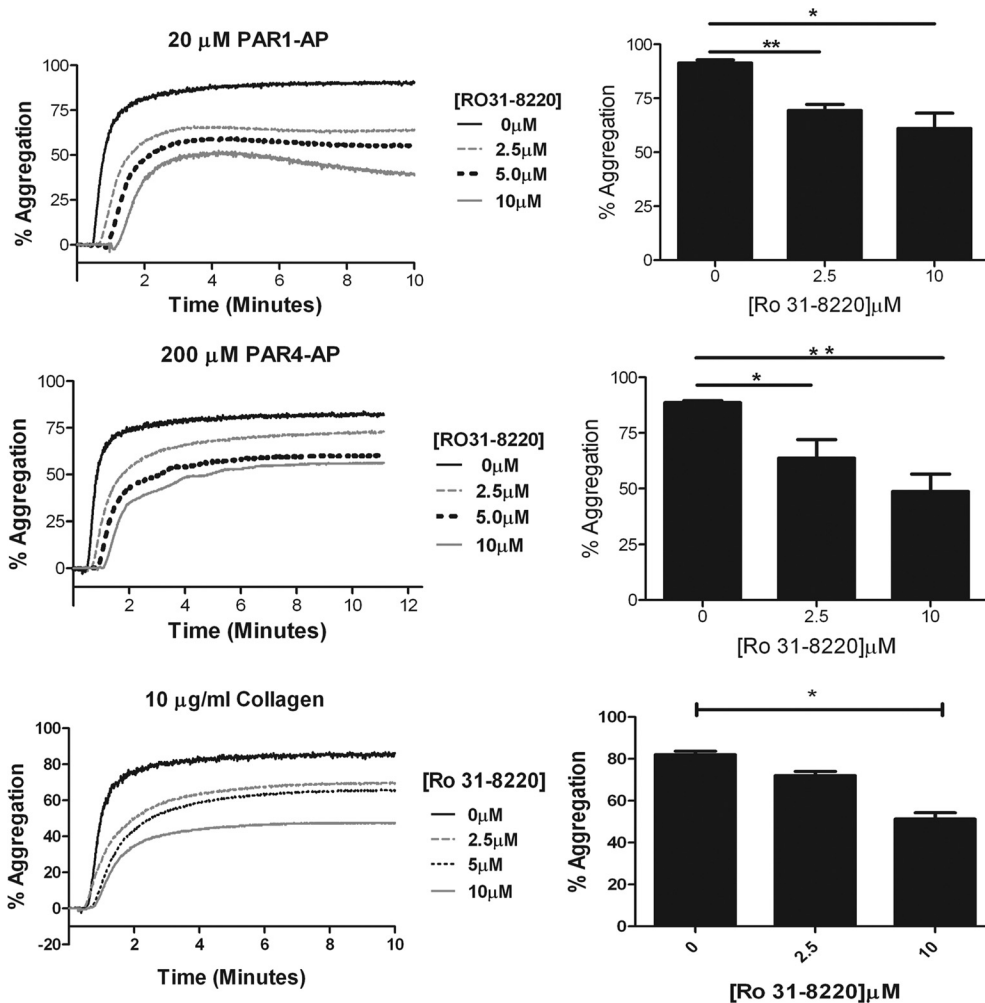 20 µM PAR1-AP
% Aggregation
100
75
50
25
0
2 4 6 8 10
Time (Minutes)
[RO31-8220]
0µM
2.5µM
5.0µM
10µM
*
**
% Aggregation
100
75
50
25
0
0 2.5 10
[Ro 31-8220]µM
200 µM PAR4-AP
% Aggregation
100
75
50
25
0
2 4 6 8 10 12
Time (Minutes)
[RO31-8220]
0µM
2.5µM
5.0µM
10µM
* *
*
% Aggregation
100
75
50
25
0
0 2.5 10
[Ro 31-8220]µM
10 µg/ml Collagen
% Aggregation
100
80
60
40
20
0
-20
2 4 6 8 10
Time (Minutes)
[Ro 31-8220]
0µM
2.5µM
5µM
10µM
*
% Aggregation
100
80
60
40
20
0
0 2.5 10
[Ro 31-8220]µM